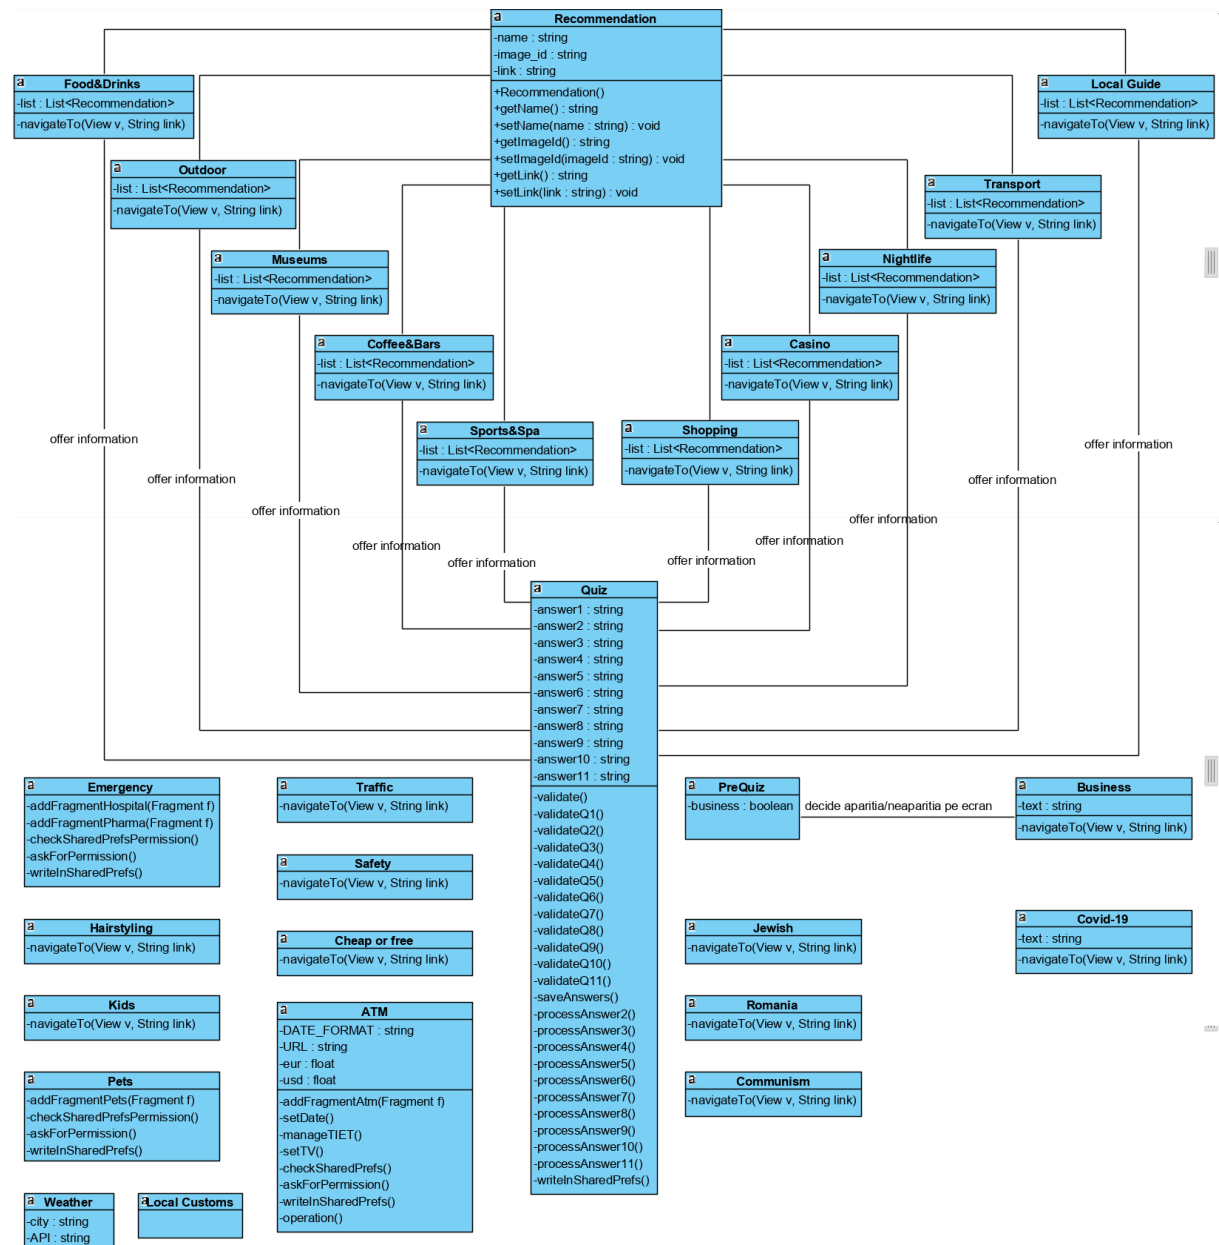 a Recommendation
-name : string
-image_id : string
-link : string
+Recommendation()
+getName() : string
+setName(name : string) : void
+getImageId() : string
+setImageId(imageId : string) : void
+getLink() : string
+setLink(link : string) : void
a Food&Drinks
-list : List<Recommendation>
-navigateTo(View v, String link)
a Local Guide
-list : List<Recommendation>
-navigateTo(View v, String link)
a Outdoor
-list : List<Recommendation>
-navigateTo(View v, String link)
a Transport
-list : List<Recommendation>
-navigateTo(View v, String link)
a Museums
-list : List<Recommendation>
-navigateTo(View v, String link)
a Nightlife
-list : List<Recommendation>
-navigateTo(View v, String link)
a Coffee&Bars
-list : List<Recommendation>
-navigateTo(View v, String link)
a Casino
-list : List<Recommendation>
-navigateTo(View v, String link)
a Sports&Spa
-list : List<Recommendation>
-navigateTo(View v, String link)
a Shopping
-list : List<Recommendation>
-navigateTo(View v, String link)
offer information
offer information
offer information
offer information
offer information
offer information
offer information
offer information
offer information
offer information
a Quiz
-answer1 : string
-answer2 : string
-answer3 : string
-answer4 : string
-answer5 : string
-answer6 : string
-answer7 : string
-answer8 : string
-answer9 : string
-answer10 : string
-answer11 : string
-validate()
-validateQ1()
-validateQ2()
-validateQ3()
-validateQ4()
-validateQ5()
-validateQ6()
-validateQ7()
-validateQ8()
-validateQ9()
-validateQ10()
-validateQ11()
-saveAnswers()
-processAnswer2()
-processAnswer3()
-processAnswer4()
-processAnswer5()
-processAnswer6()
-processAnswer7()
-processAnswer8()
-processAnswer9()
-processAnswer10()
-processAnswer11()
-writeInSharedPrefs()
a Emergency
-addFragmentHospital(Fragment f)
-addFragmentPharma(Fragment f)
-checkSharedPrefsPermission()
-askForPermission()
-writeInSharedPrefs()
a Traffic
-navigateTo(View v, String link)
a PreQuiz
-business : boolean
decide aparitia/neaparitia pe ecran
a Business
-text : string
-navigateTo(View v, String link)
a Safety
-navigateTo(View v, String link)
a Hairstyling
-navigateTo(View v, String link)
a Cheap or free
-navigateTo(View v, String link)
a Jewish
-navigateTo(View v, String link)
a Covid-19
-text : string
-navigateTo(View v, String link)
a Kids
-navigateTo(View v, String link)
a ATM
-DATE_FORMAT : string
-URL : string
-eur : float
-usd : float
-addFragmentAtm(Fragment f)
-setDate()
-manageTIET()
-setTV()
-checkSharedPrefs()
-askForPermission()
-writeInSharedPrefs()
-operation()
a Romania
-navigateTo(View v, String link)
a Pets
-addFragmentPets(Fragment f)
-checkSharedPrefsPermission()
-askForPermission()
-writeInSharedPrefs()
a Communism
-navigateTo(View v, String link)
a Weather
-city : string
-API : string
a Local Customs